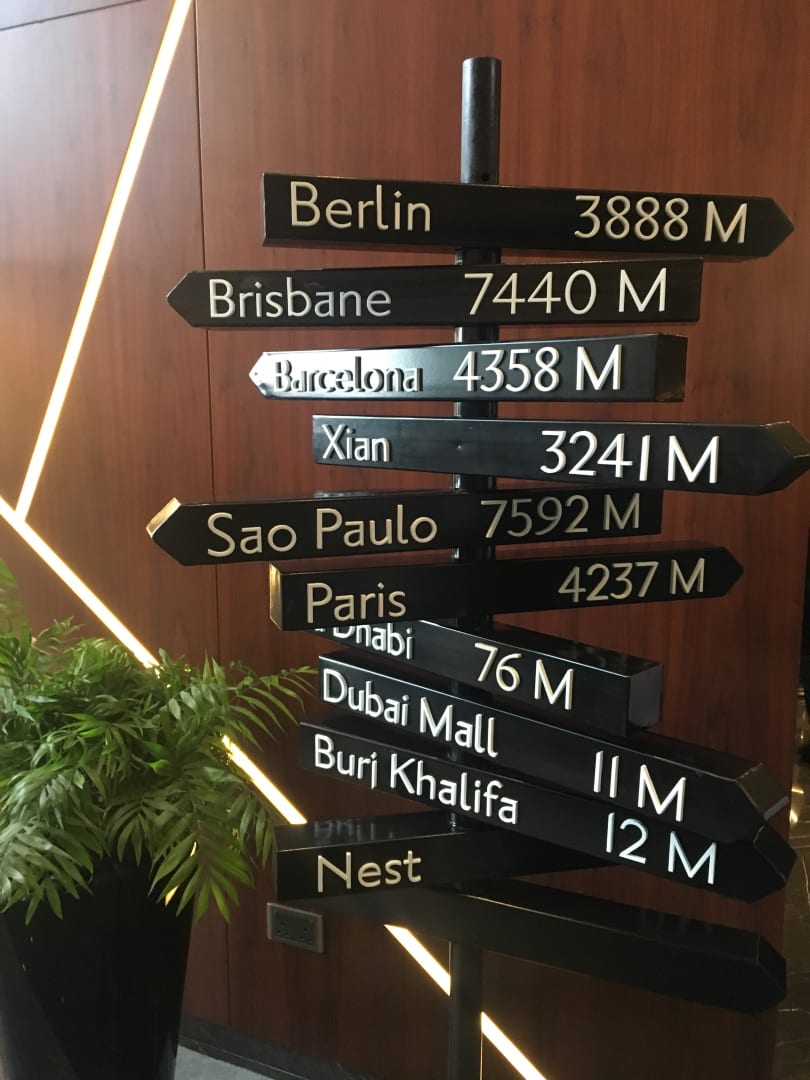 Berlin 3888 M
Brisbane 7440 M
Barcelona 4358 M
Xian 3241 M
Sao Paulo 7592 M
Paris 4237 M
Dhabi 76 M
Dubai Mall 11 M
Burj Khalifa 12 M
Nest